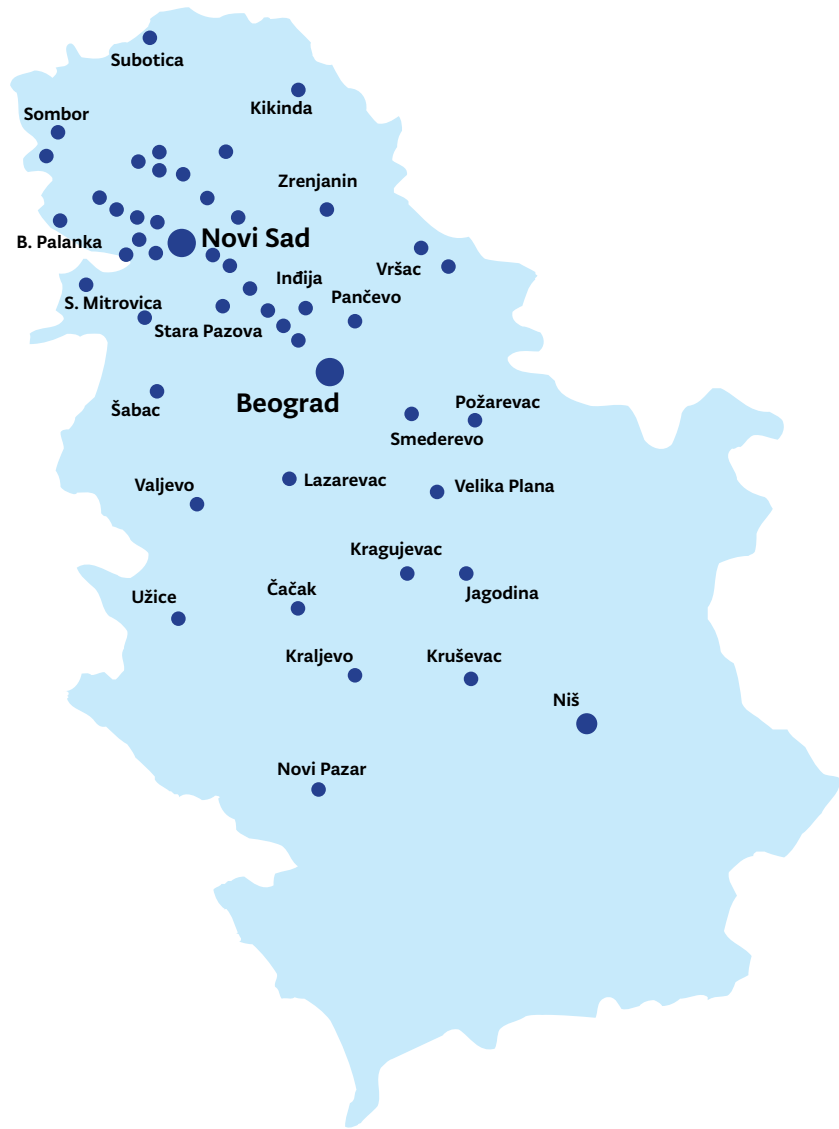 Subotica
Kikinda
Sombor
Zrenjanin
Novi Sad
B. Palanka
Vršac
Inđija
Pančevo
S. Mitrovica
Stara Pazova
Beograd
Šabac
Požarevac
Smederevo
Lazarevac
Valjevo
Velika Plana
Kragujevac
Jagodina
Čačak
Užice
Kraljevo
Kruševac
Niš
Novi Pazar